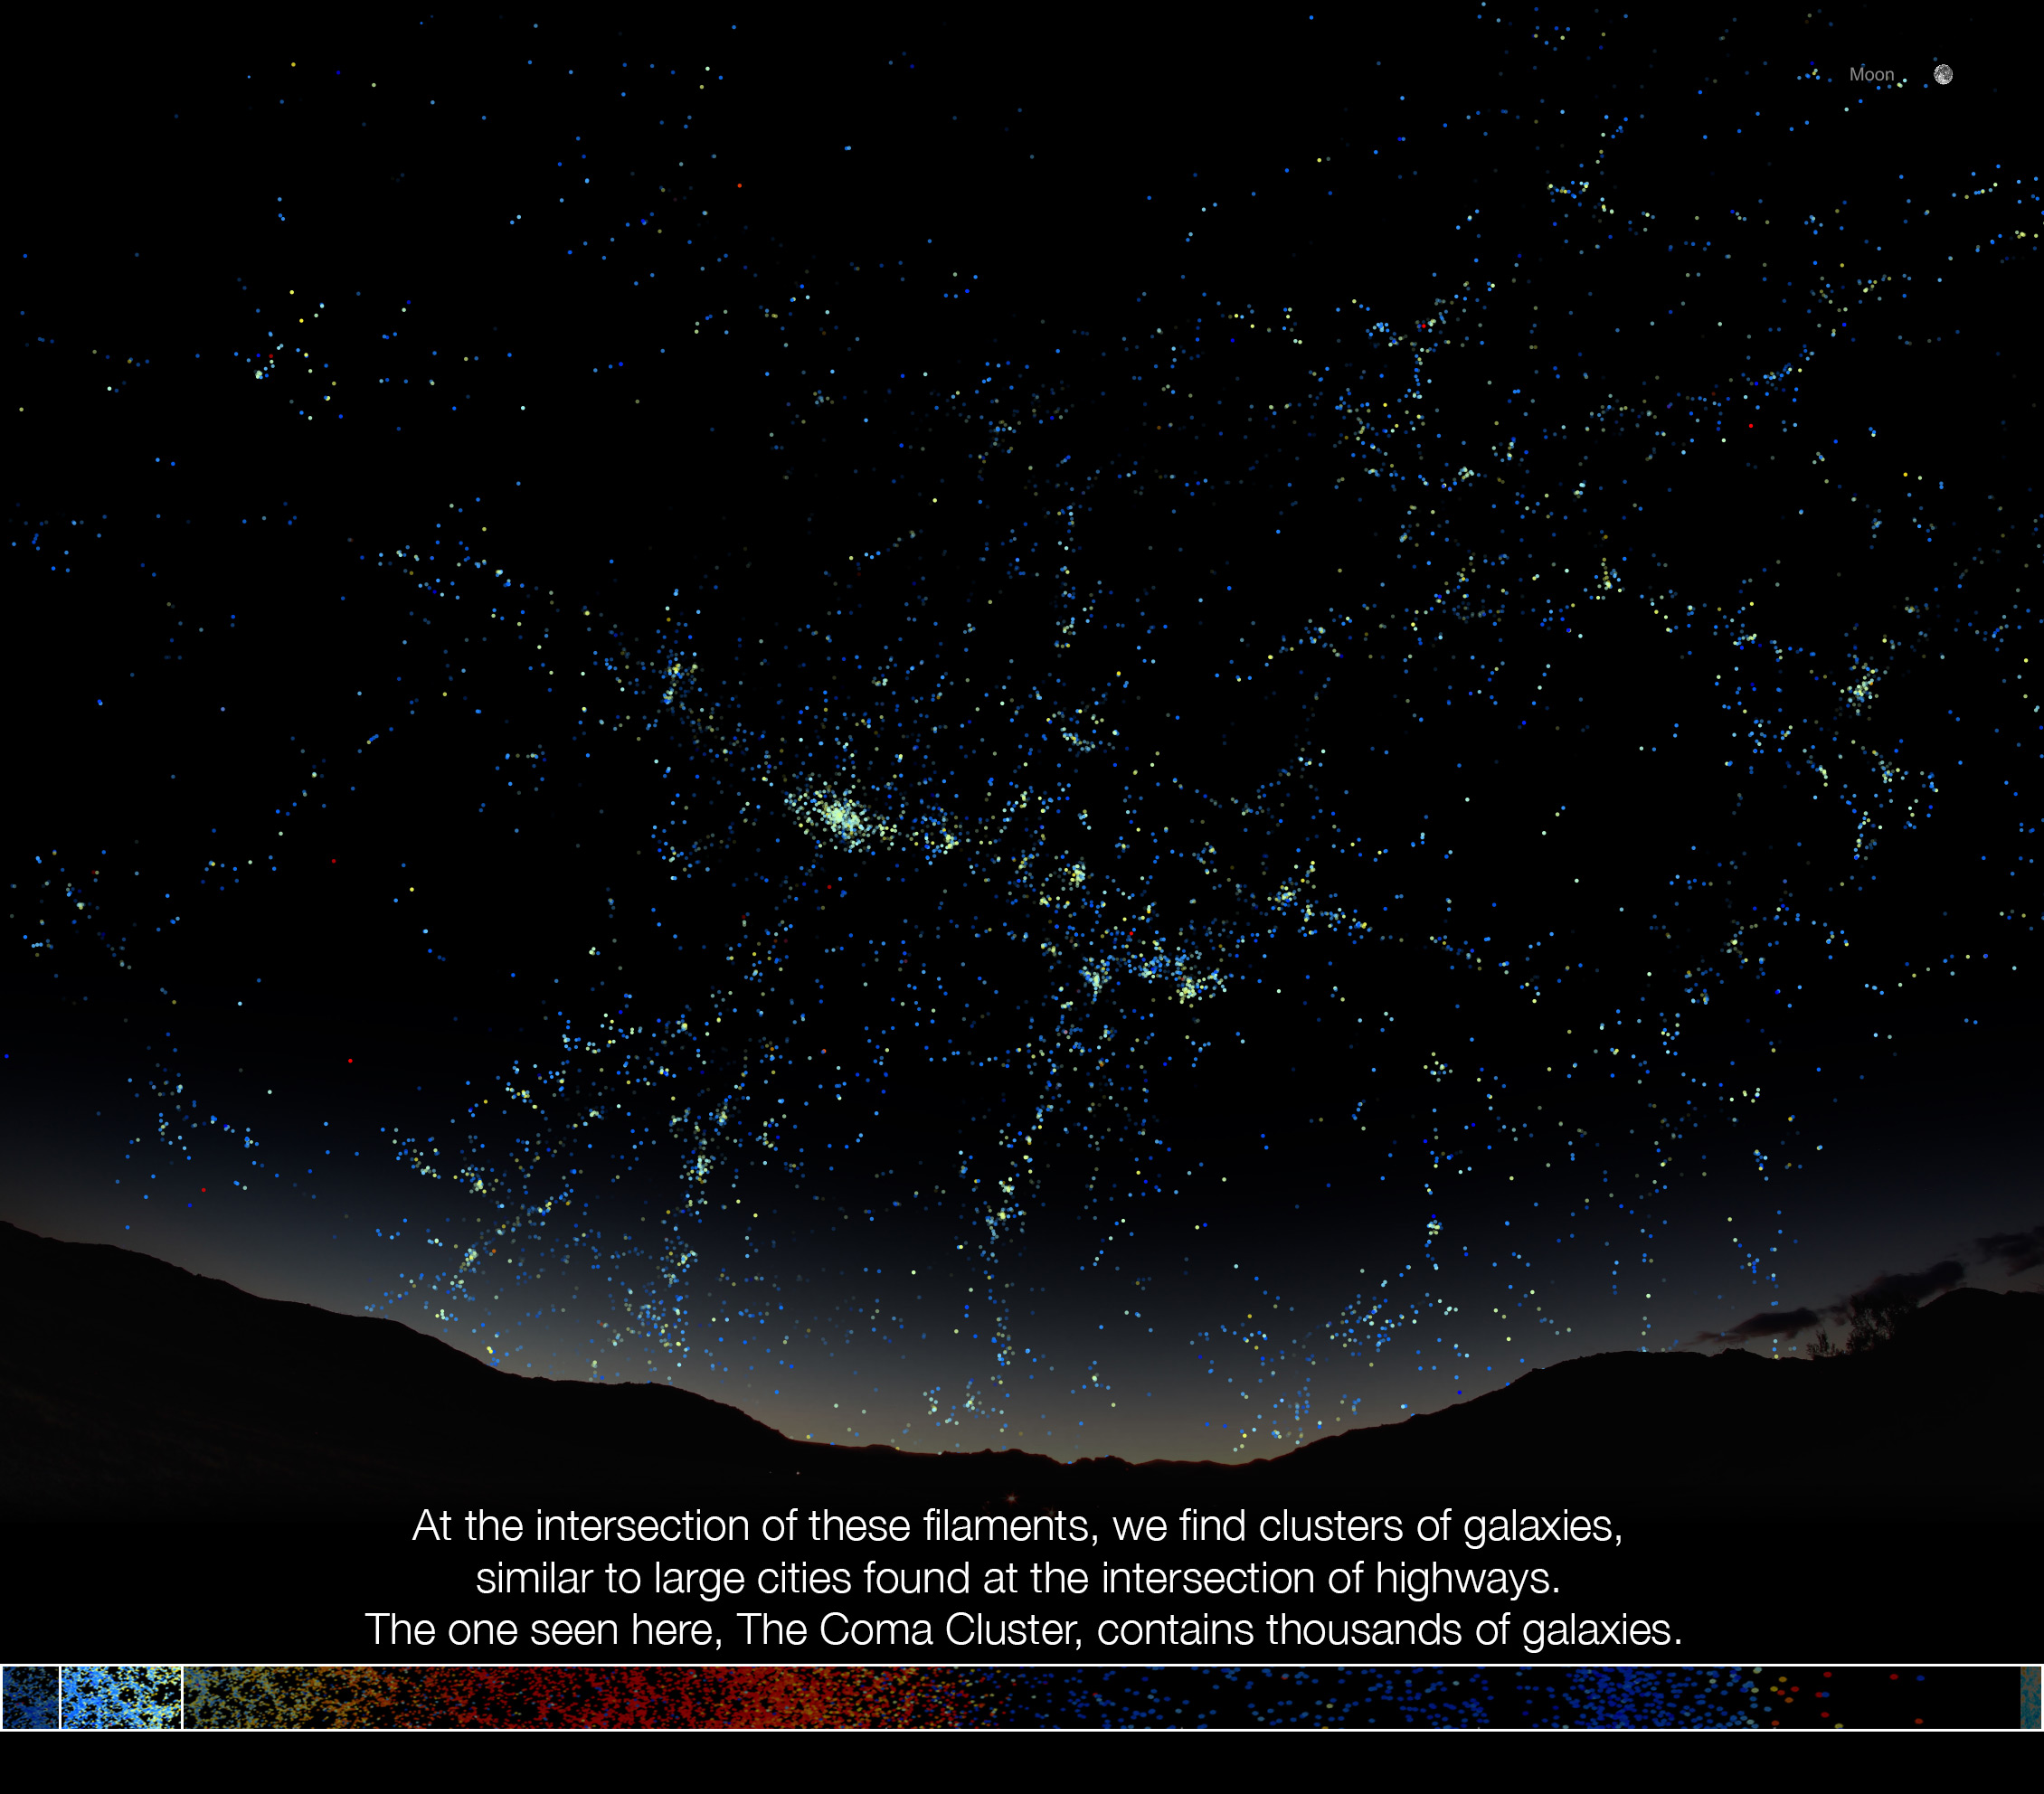 Moon
At the intersection of these filaments, we find clusters of galaxies,
similar to large cities found at the intersection of highways.
The one seen here, The Coma Cluster, contains thousands of galaxies.